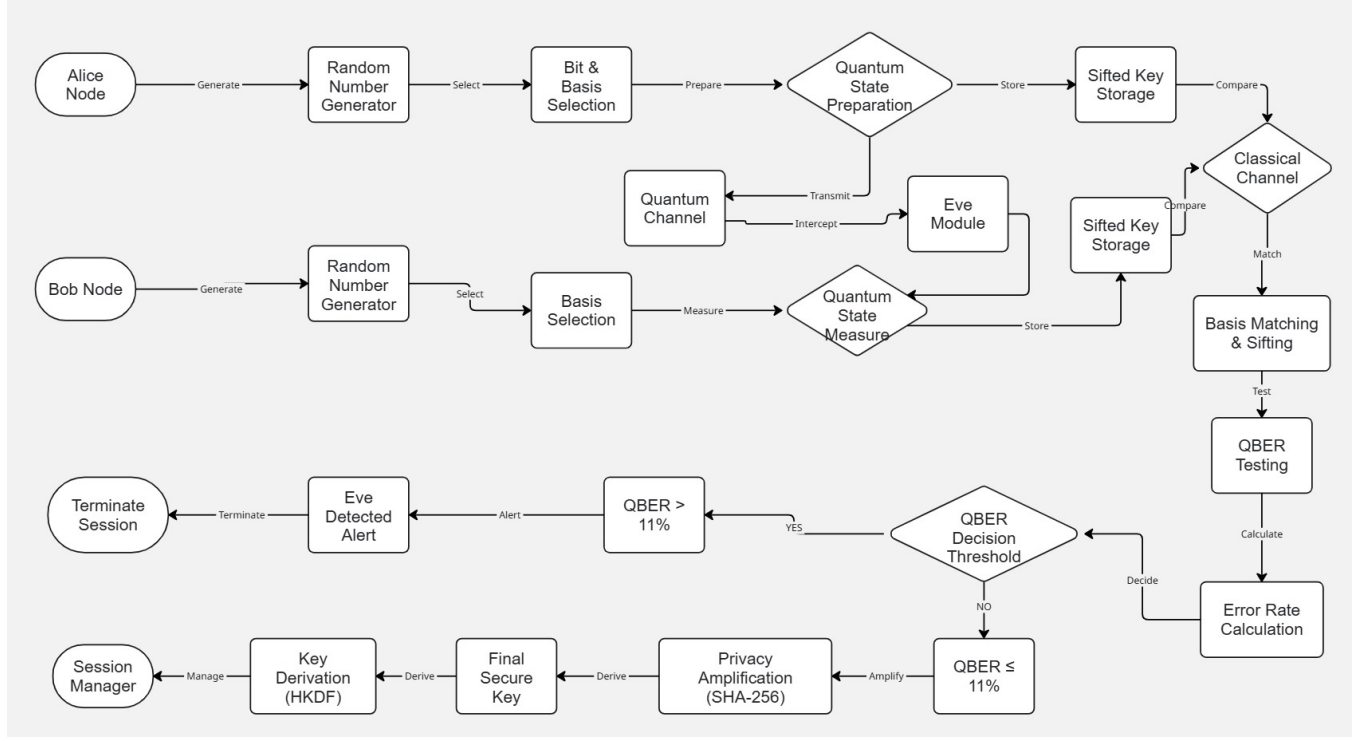 Alice
Node
Generate
Random
Number
Generator
Select
Bit &
Basis
Selection
Prepare
Quantum
State
Preparation
Store
Sifted Key
Storage
Compare
Classical
Channel
Transmit
Quantum
Channel
Intercept
Eve
Module
Sifted Key
Storage
Compare
Match
Bob Node
Generate
Random
Number
Generator
Select
Basis
Selection
Measure
Quantum
State
Measure
Store
Basis Matching
& Sifting
Test
QBER
Testing
Calculate
Error Rate
Calculation
Decide
QBER
Decision
Threshold
YES
QBER >
11%
Alert
Eve
Detected
Alert
Terminate
Terminate
Session
NO
QBER ≤
11%
Amplify
Privacy
Amplification
(SHA-256)
Derive
Final
Secure
Key
Derive
Key
Derivation
(HKDF)
Manage
Session
Manager